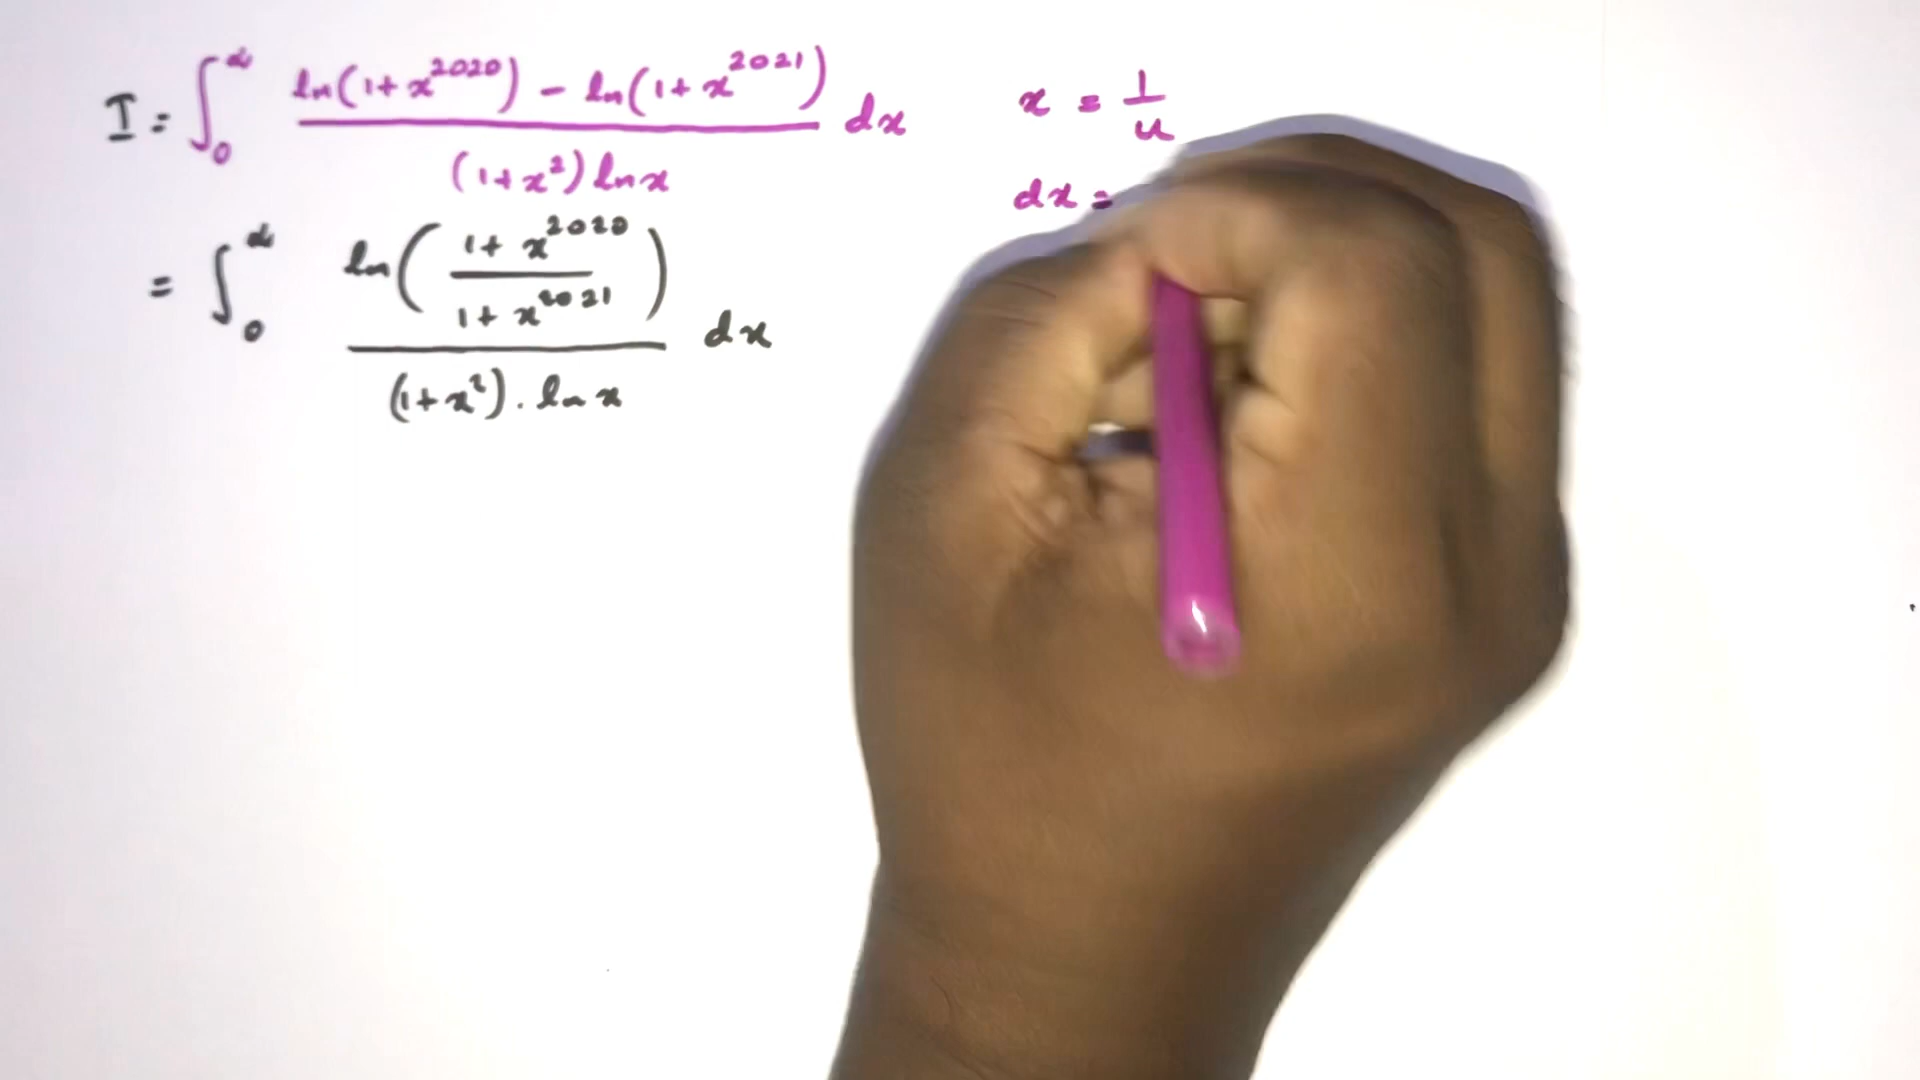 I = ∫₀^∞ (ln(1+x^2020) - ln(1+x^2021)) / ((1+x²) ln x) dx
x = 1/u
dx =
= ∫₀^∞ ln((1+x^2020)/(1+x^2021)) / ((1+x²) . ln x) dx